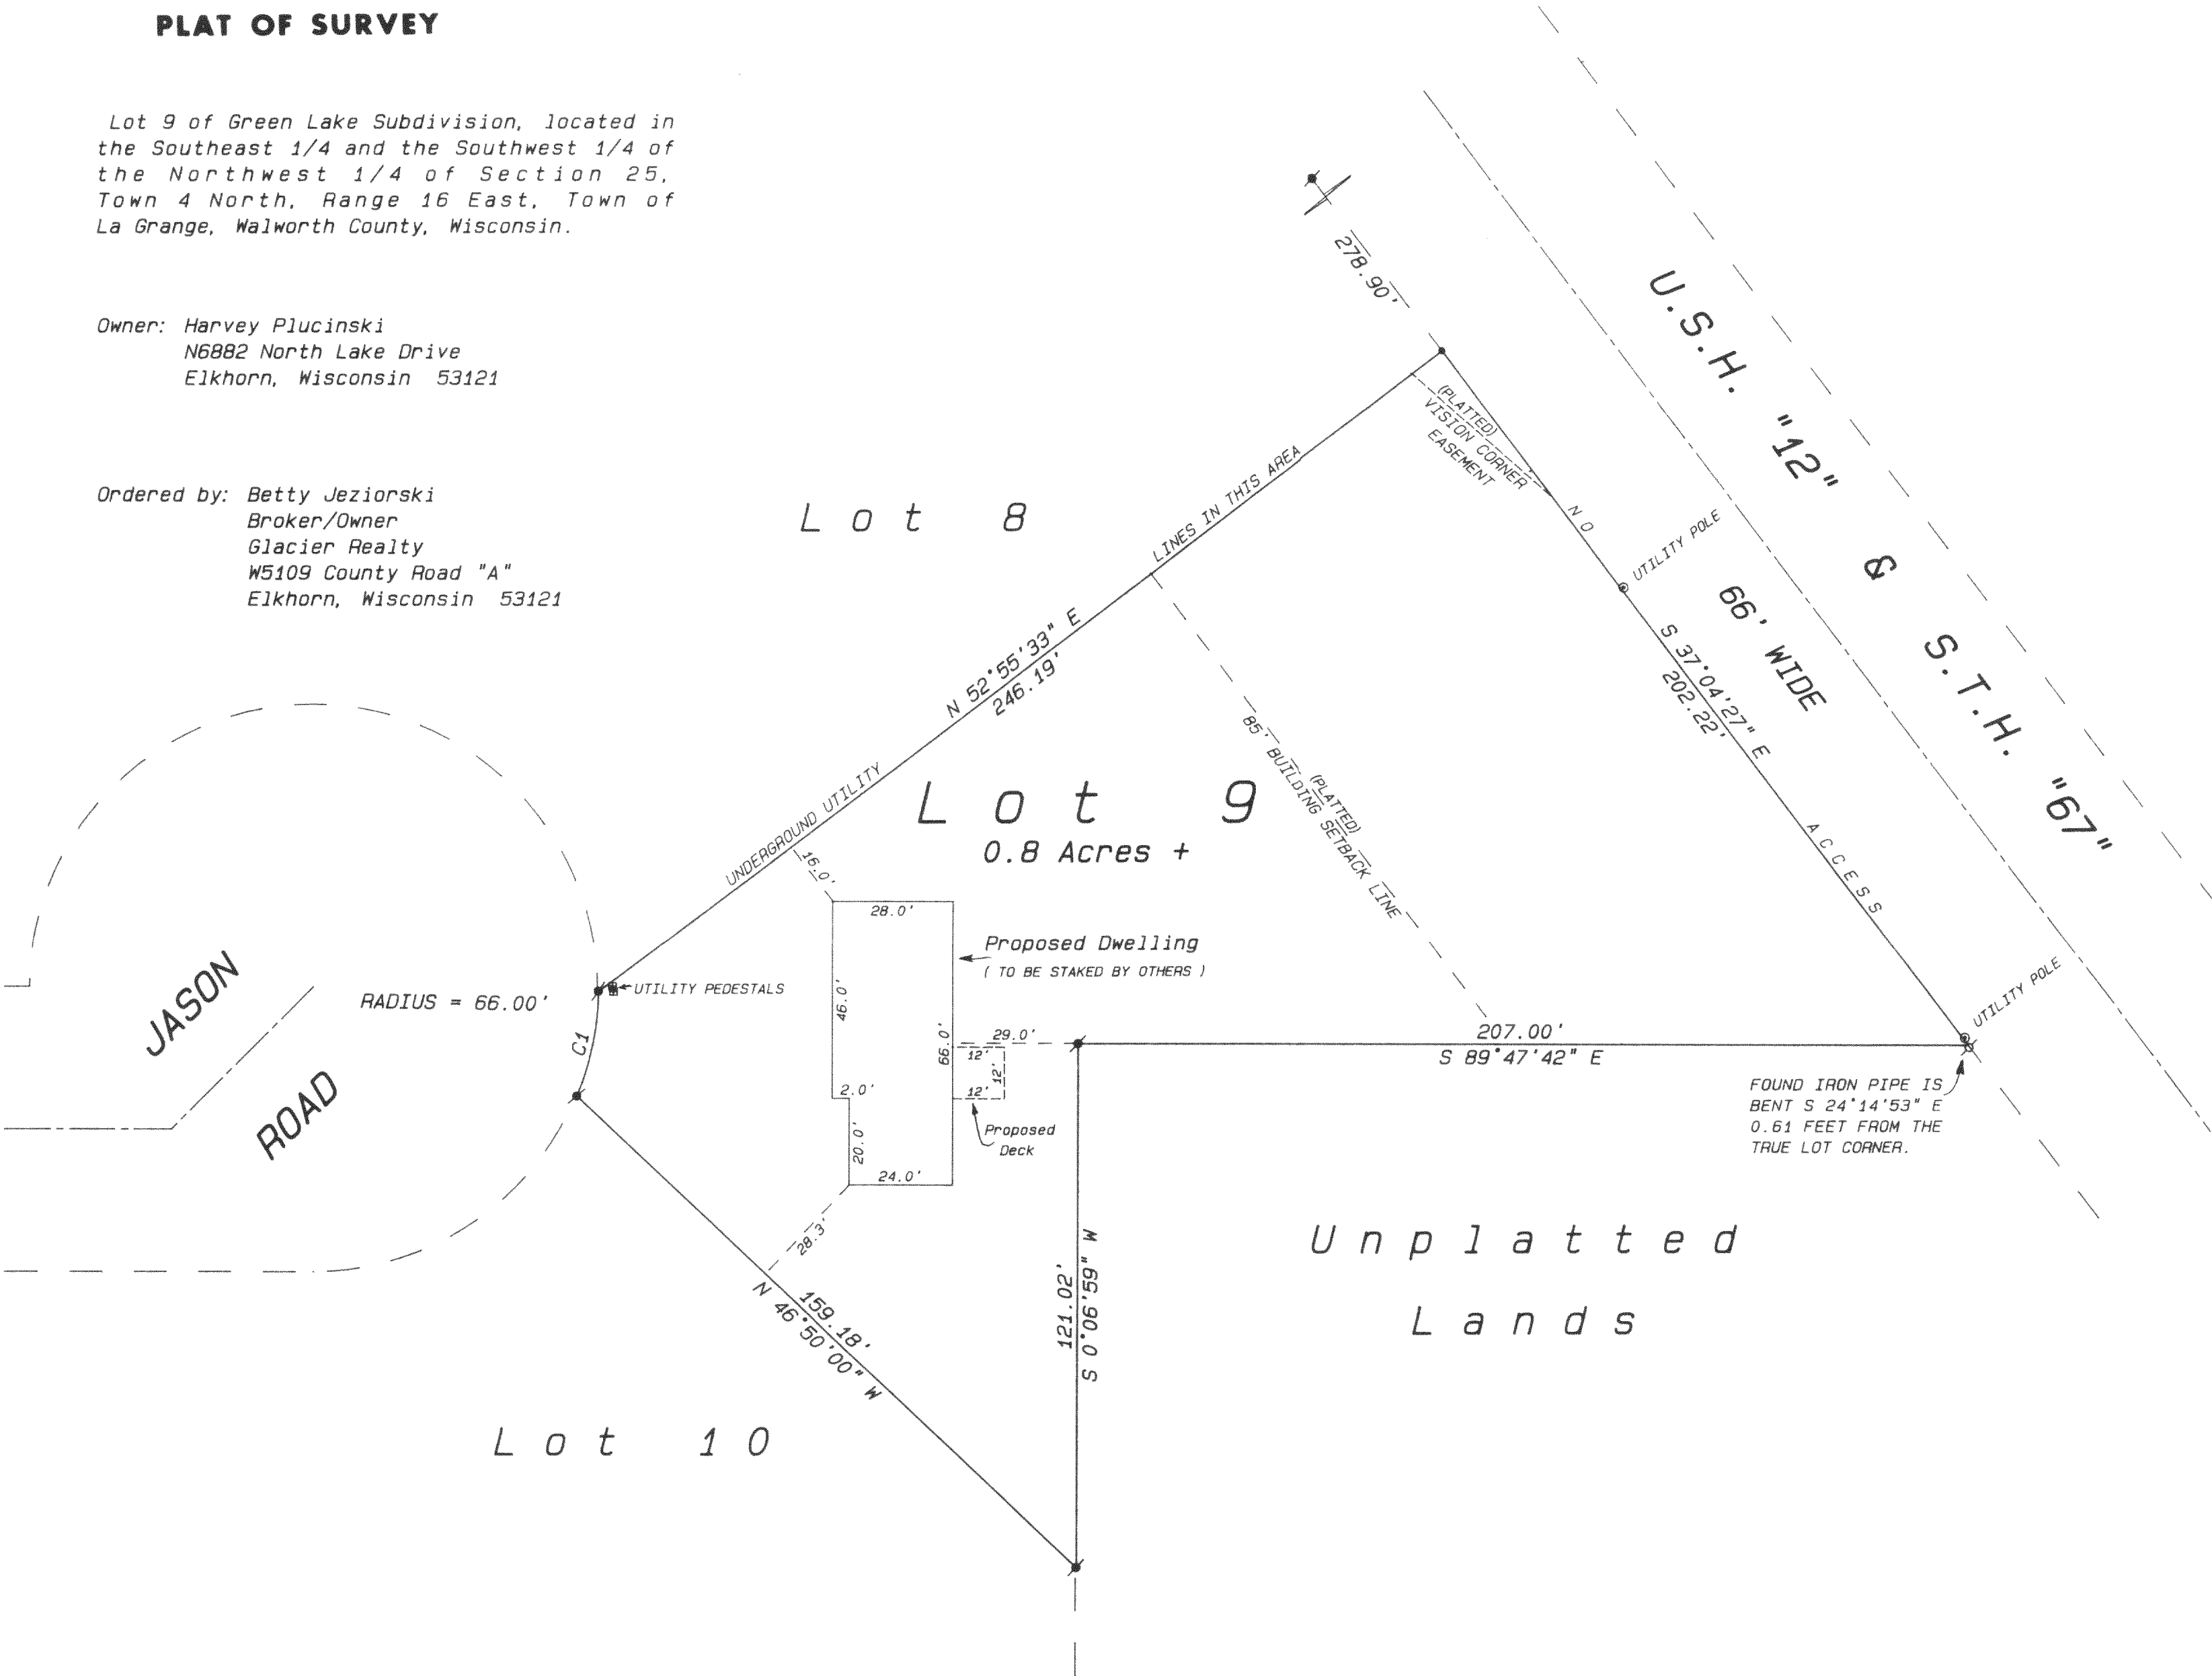 PLAT OF SURVEY
Lot 9 of Green Lake Subdivision, located in
the Southeast 1/4 and the Southwest 1/4 of
the Northwest 1/4 of Section 25,
Town 4 North, Range 16 East, Town of
La Grange, Walworth County, Wisconsin.
Owner: Harvey Plucinski
N6882 North Lake Drive
Elkhorn, Wisconsin 53121
Ordered by: Betty Jeziorski
Broker/Owner
Glacier Realty
W5109 County Road "A"
Elkhorn, Wisconsin 53121
278.90'
U.S.H. "12" & S.T.H. "67"
66' WIDE
(PLATTED)
VISION CORNER
EASEMENT
NO ACCESS
UTILITY POLE
S 37°04'27" E
202.22'
Lot 8
UNDERGROUND UTILITY LINES IN THIS AREA
N 52°55'33" E
246.19'
(PLATTED)
85' BUILDING SETBACK LINE
Lot 9
0.8 Acres +
16.0'
28.0'
Proposed Dwelling
( TO BE STAKED BY OTHERS )
46.0'
66.0'
29.0'
12'
12'
12'
2.0'
20.0'
24.0'
28.3'
Proposed
Deck
UTILITY PEDESTALS
RADIUS = 66.00'
C1
JASON
ROAD
207.00'
S 89°47'42" E
UTILITY POLE
FOUND IRON PIPE IS
BENT S 24°14'53" E
0.61 FEET FROM THE
TRUE LOT CORNER.
121.02'
S 0°06'59" W
159.18'
N 46°50'00" W
Unplatted
Lands
Lot 10